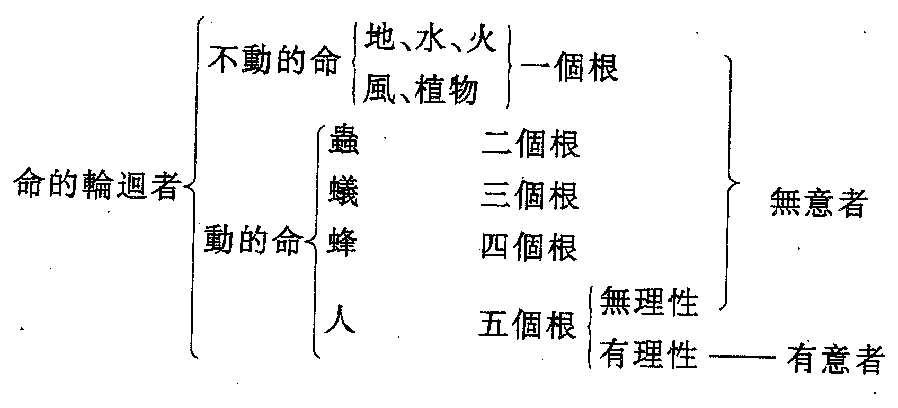 命的輪迴者
不動的命
地、水、火
風、植物
一個根
動的命
蟲 二個根
蟻 三個根
蜂 四個根
人 五個根
無理性
有理性 —— 有意者
無意者